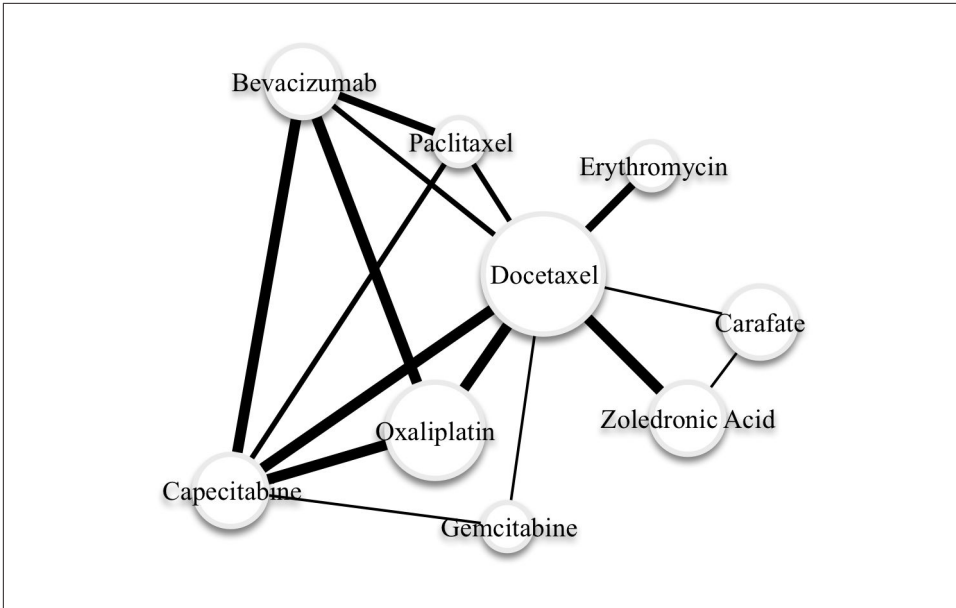 Bevacizumab
Paclitaxel
Erythromycin
Docetaxel
Carafate
Zoledronic Acid
Oxaliplatin
Capecitabine
Gemcitabine